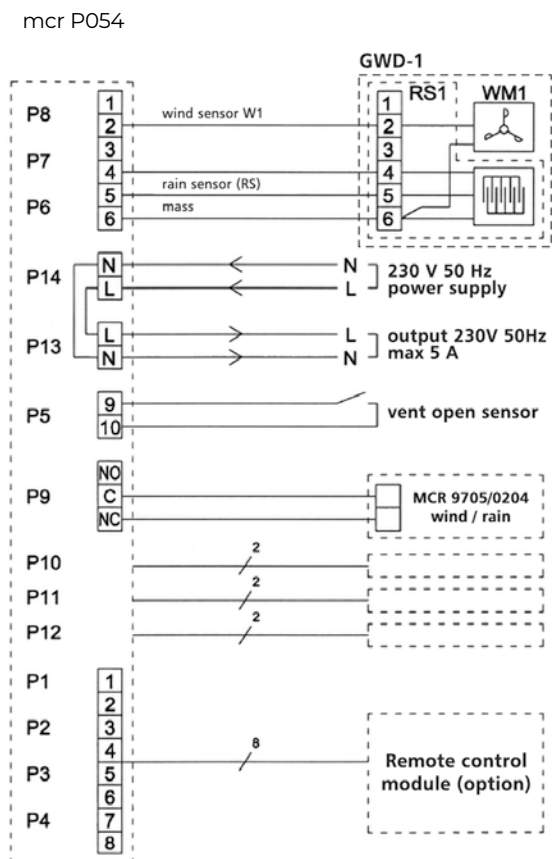 mcr P054
GWD-1
RS1 WM1
P8 1 wind sensor W1 1
2 2
P7 3 3
4 4
rain sensor (RS)
5 5
P6 mass
6 6
P14 N N 230 V 50 Hz
L L power supply
P13 L L output 230V 50Hz
N N max 5 A
P5 9 vent open sensor
10
P9 NO
C MCR 9705/0204
NC wind / rain
P10 2
P11 2
P12 2
P1 1
2
P2 3
4 8
P3 5 Remote control
6 module (option)
P4 7
8